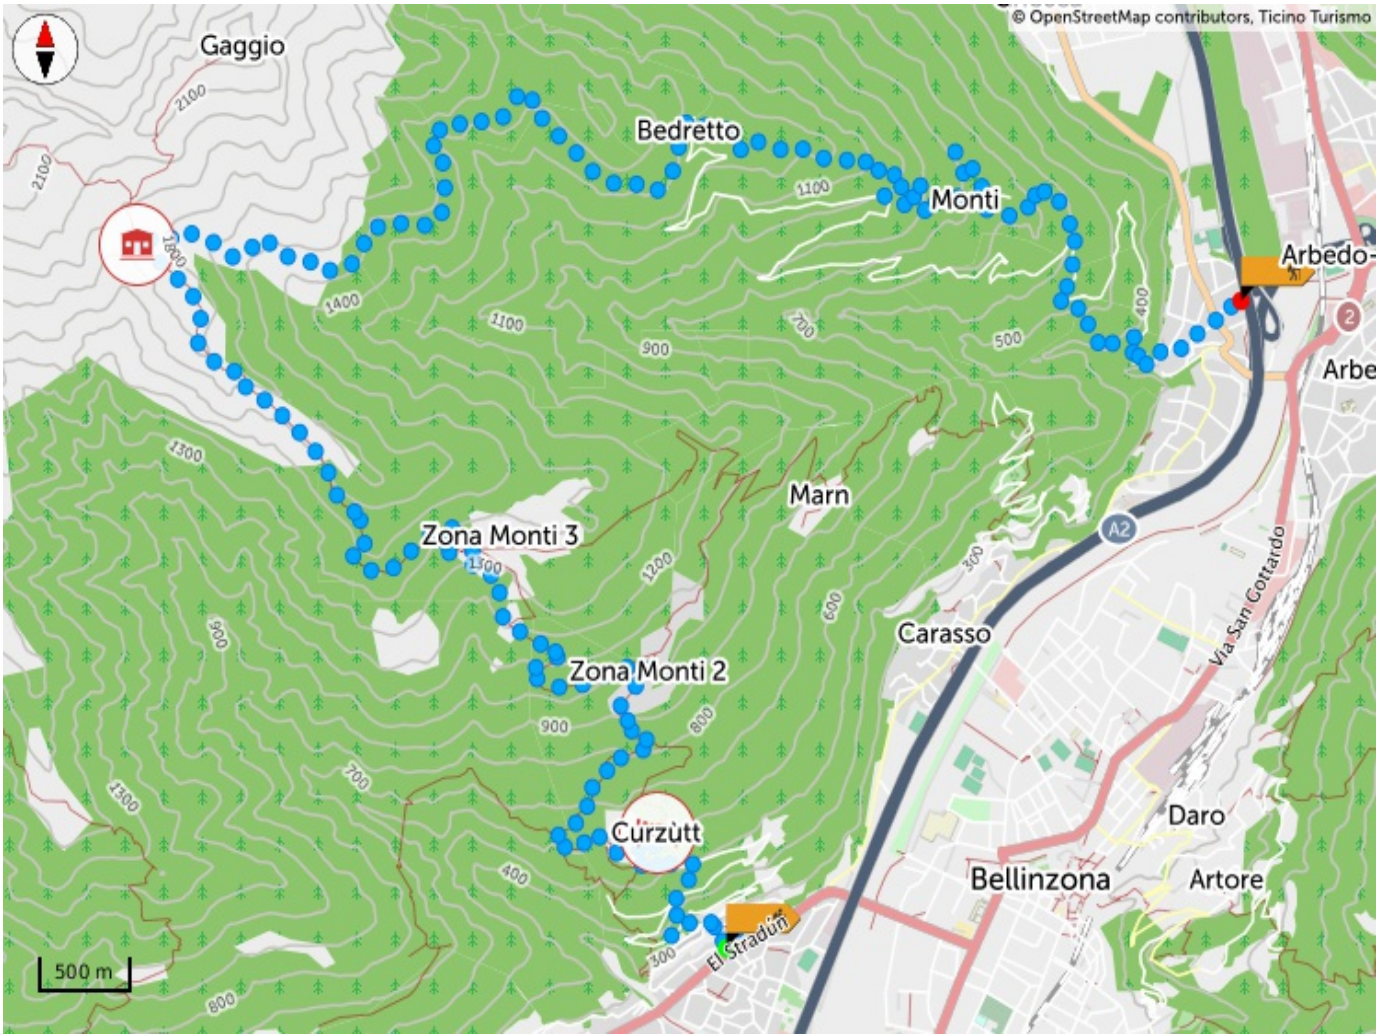 © OpenStreetMap contributors, Ticino Turismo
Gaggio
2100
2100
Bedretto
1100
Monti
1800
Arbedo-
400
1400
1100
700
2
900
500
Arbe
1300
Marn
A2
Zona Monti 3
1300
1200
300
Via San Gottardo
900
600
Carasso
Zona Monti 2
900
800
700
1300
Curzùtt
Daro
400
Bellinzona
Artore
El Stradún
300
500 m
800